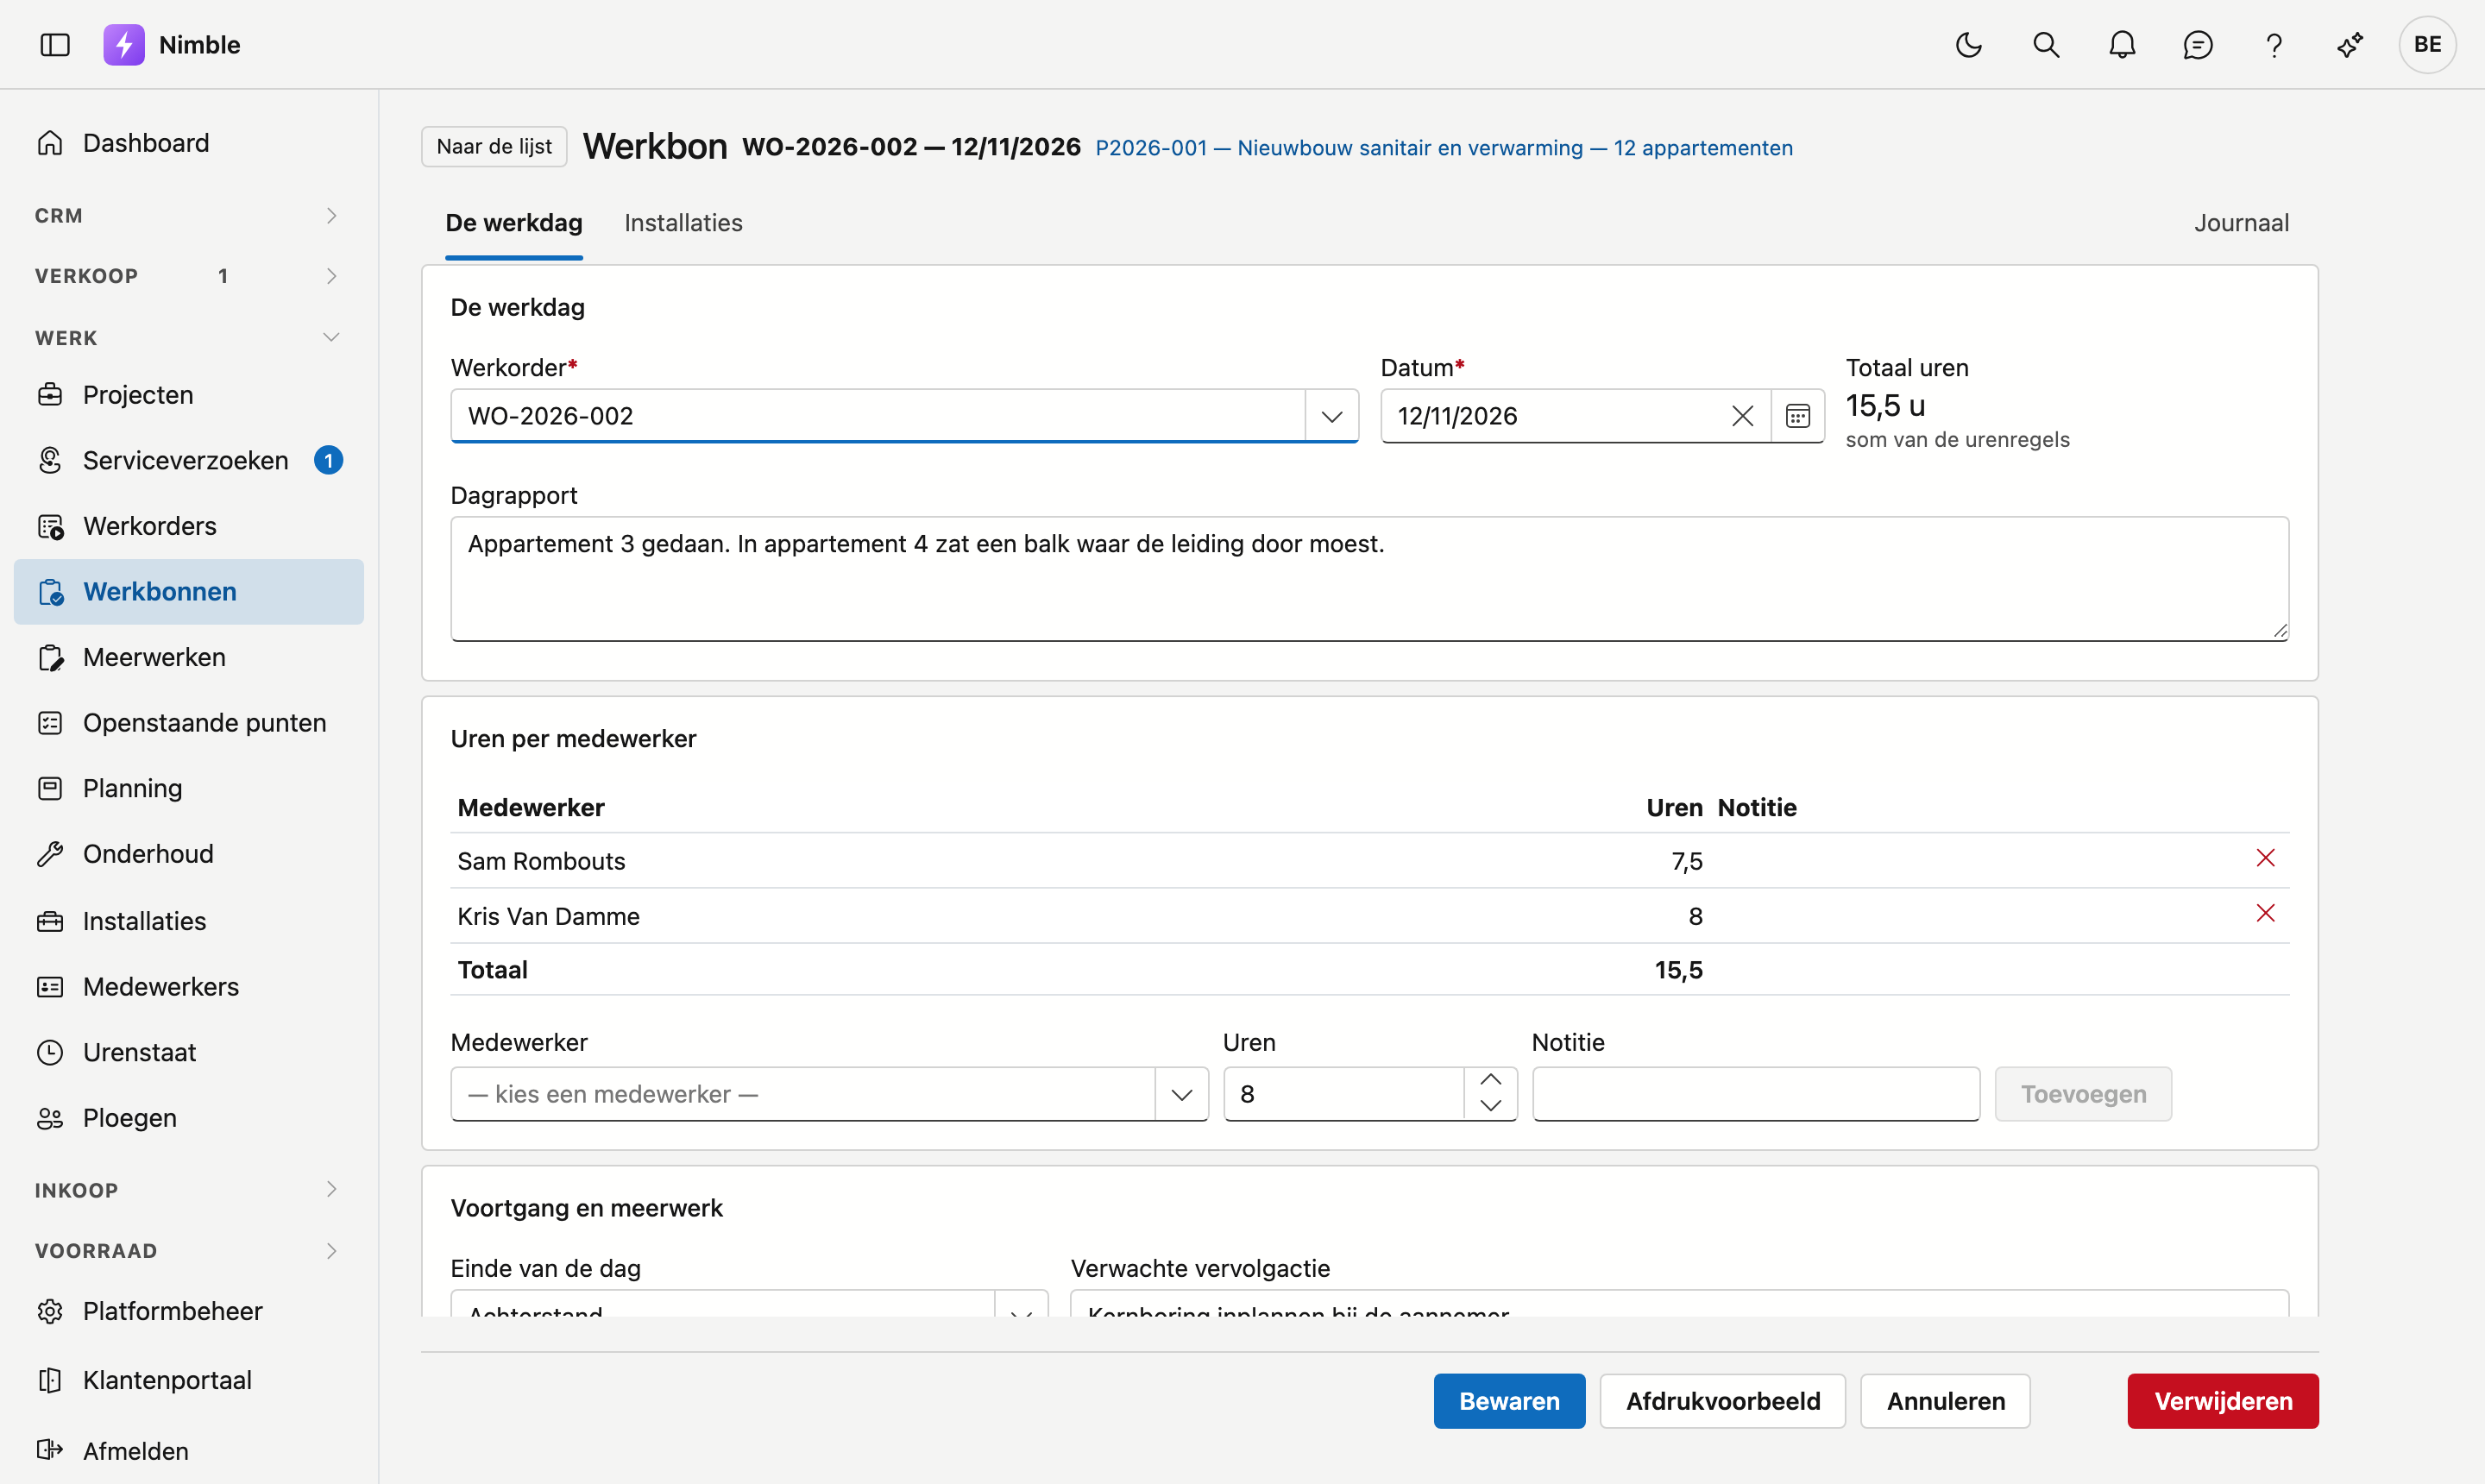 Nimble
BE
Dashboard
CRM
VERKOOP 1
WERK
Projecten
Serviceverzoeken 1
Werkorders
Werkbonnen
Meerwerken
Openstaande punten
Planning
Onderhoud
Installaties
Medewerkers
Urenstaat
Ploegen
INKOOP
VOORRAAD
Platformbeheer
Klantenportaal
Afmelden
Naar de lijst Werkbon WO-2026-002 — 12/11/2026 P2026-001 — Nieuwbouw sanitair en verwarming — 12 appartementen
De werkdag Installaties Journaal
De werkdag
Werkorder* Datum* Totaal uren
WO-2026-002 12/11/2026 15,5 u
som van de urenregels
Dagrapport
Appartement 3 gedaan. In appartement 4 zat een balk waar de leiding door moest.
Uren per medewerker
Medewerker Uren Notitie
Sam Rombouts 7,5
Kris Van Damme 8
Totaal 15,5
Medewerker Uren Notitie
— kies een medewerker — 8 Toevoegen
Voortgang en meerwerk
Einde van de dag Verwachte vervolgactie
Achterstand Kernboring inplannen bij de aannemer
Bewaren Afdrukvoorbeeld Annuleren Verwijderen